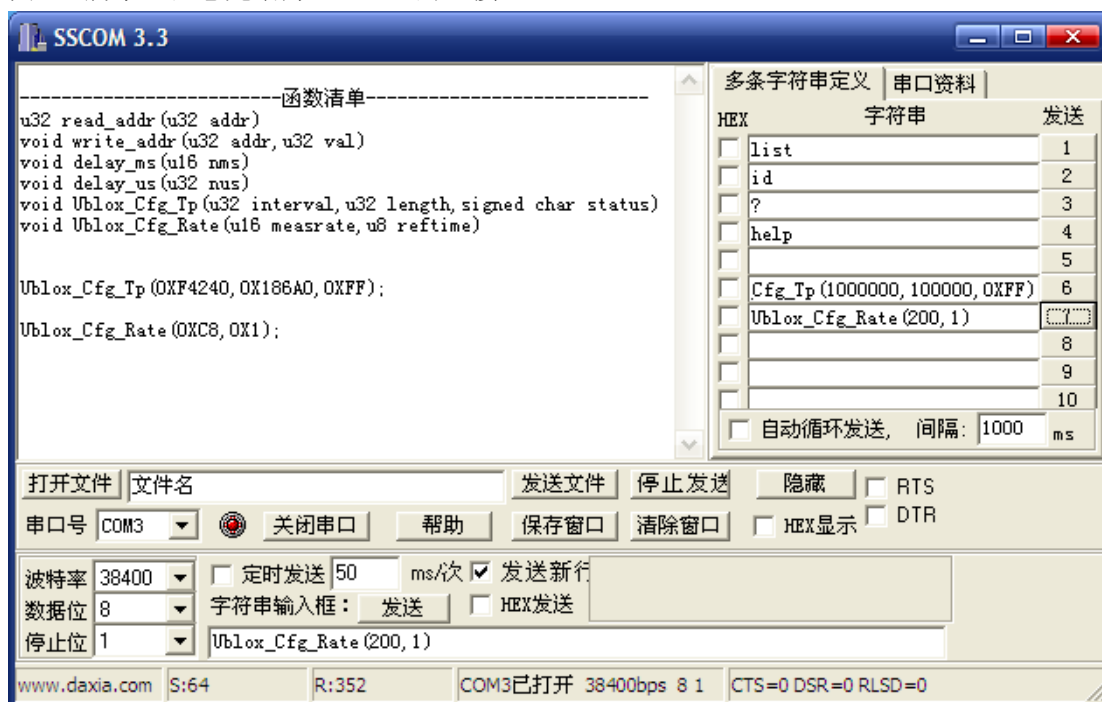 SSCOM 3.3
-------------------------函数清单---------------------------
u32 read_addr(u32 addr)
void write_addr(u32 addr,u32 val)
void delay_ms(u16 nms)
void delay_us(u32 nus)
void Ublox_Cfg_Tp(u32 interval,u32 length,signed char status)
void Ublox_Cfg_Rate(u16 measrate,u8 reftime)
Ublox_Cfg_Tp(0XF4240,0X186A0,0XFF);
Ublox_Cfg_Rate(0XC8,0X1);
多条字符串定义 串口资料
HEX 字符串 发送
list 1
id 2
? 3
help 4
5
Cfg_Tp(1000000,100000,0XFF) 6
Ublox_Cfg_Rate(200,1) 7
8
9
10
自动循环发送, 间隔: 1000 ms
打开文件 文件名 发送文件 停止发送 隐藏 RTS
串口号 COM3 关闭串口 帮助 保存窗口 清除窗口 HEX显示 DTR
波特率 38400 定时发送 50 ms/次 发送新行
数据位 8 字符串输入框: 发送 HEX发送
停止位 1 Ublox_Cfg_Rate(200,1)
www.daxia.com S:64 R:352 COM3已打开 38400bps 8 1 CTS=0 DSR=0 RLSD=0